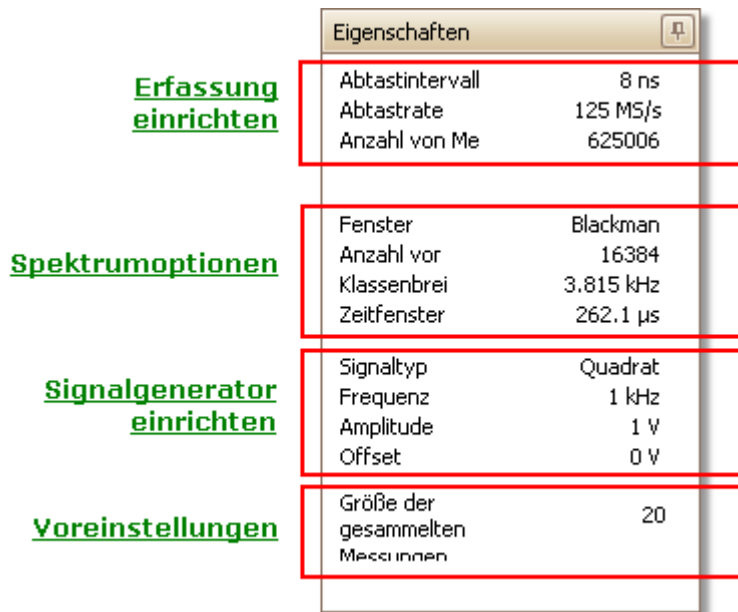 Eigenschaften
Erfassung
einrichten
Abtastintervall 8 ns
Abtastrate 125 MS/s
Anzahl von Me 625006
Spektrumoptionen
Fenster Blackman
Anzahl vor 16384
Klassenbrei 3.815 kHz
Zeitfenster 262.1 µs
Signalgenerator
einrichten
Signaltyp Quadrat
Frequenz 1 kHz
Amplitude 1 V
Offset 0 V
Voreinstellungen
Größe der
gesammelten 20
Messungen